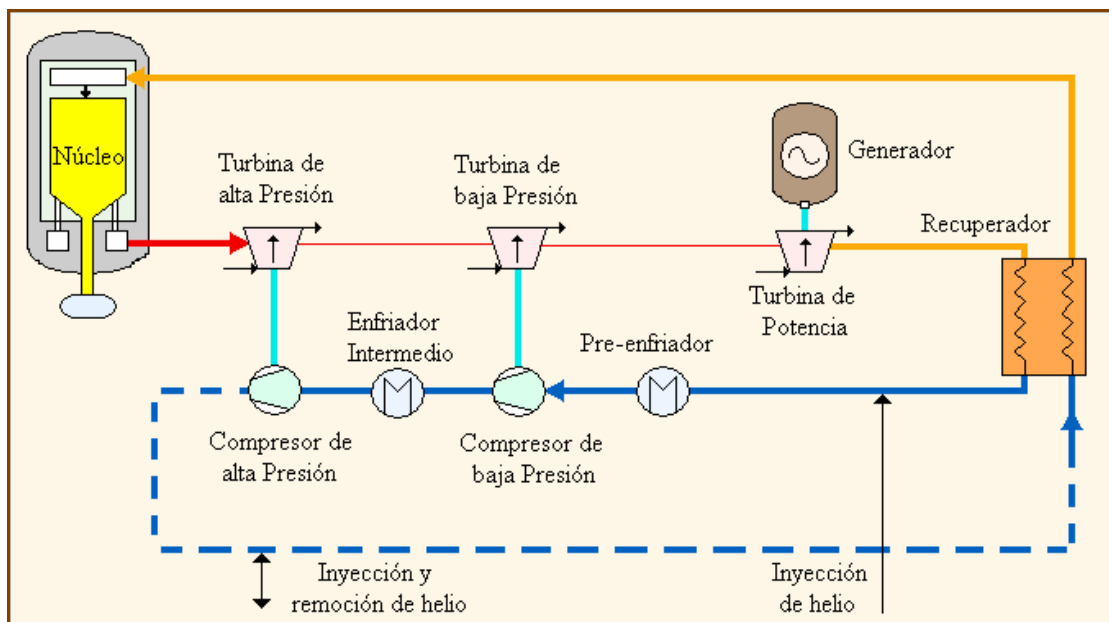 Núcleo
Turbina de
alta Presión
Turbina de
baja Presión
Generador
Recuperador
Turbina de
Potencia
Enfriador
Intermedio
Pre-enfriador
Compresor de
alta Presión
Compresor de
baja Presión
Inyección y
remoción de helio
Inyección
de helio